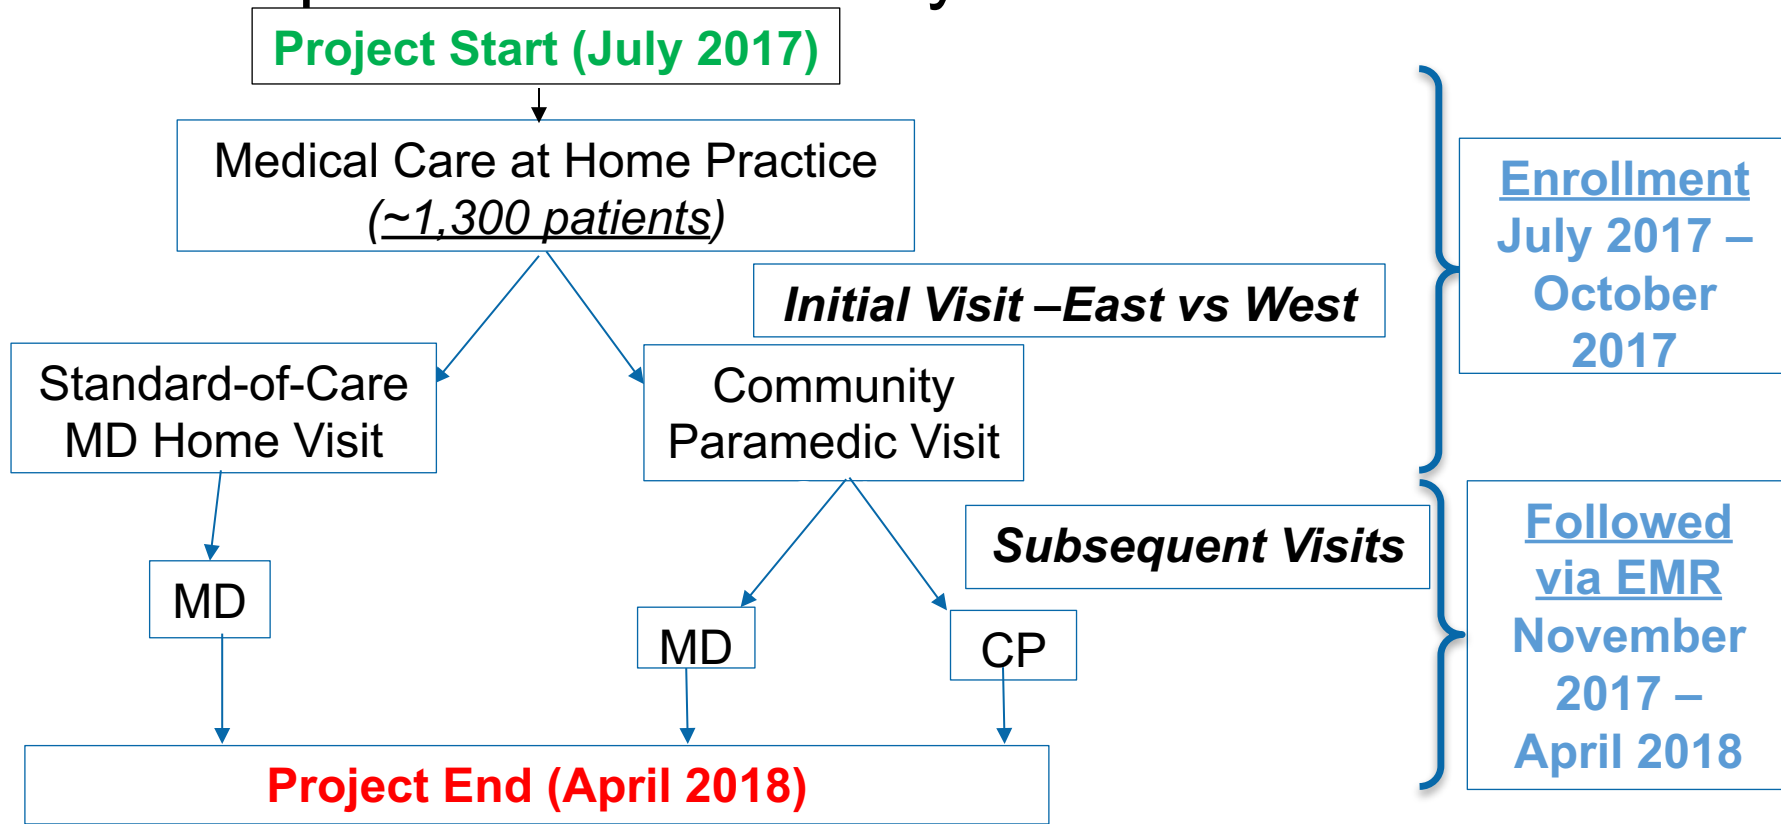 Project Start (July 2017)
Medical Care at Home Practice
(~1,300 patients)
Initial Visit –East vs West
Enrollment
July 2017 –
October
2017
Standard-of-Care
MD Home Visit
Community
Paramedic Visit
Subsequent Visits
Followed
via EMR
November
2017 –
April 2018
MD
MD
CP
Project End (April 2018)